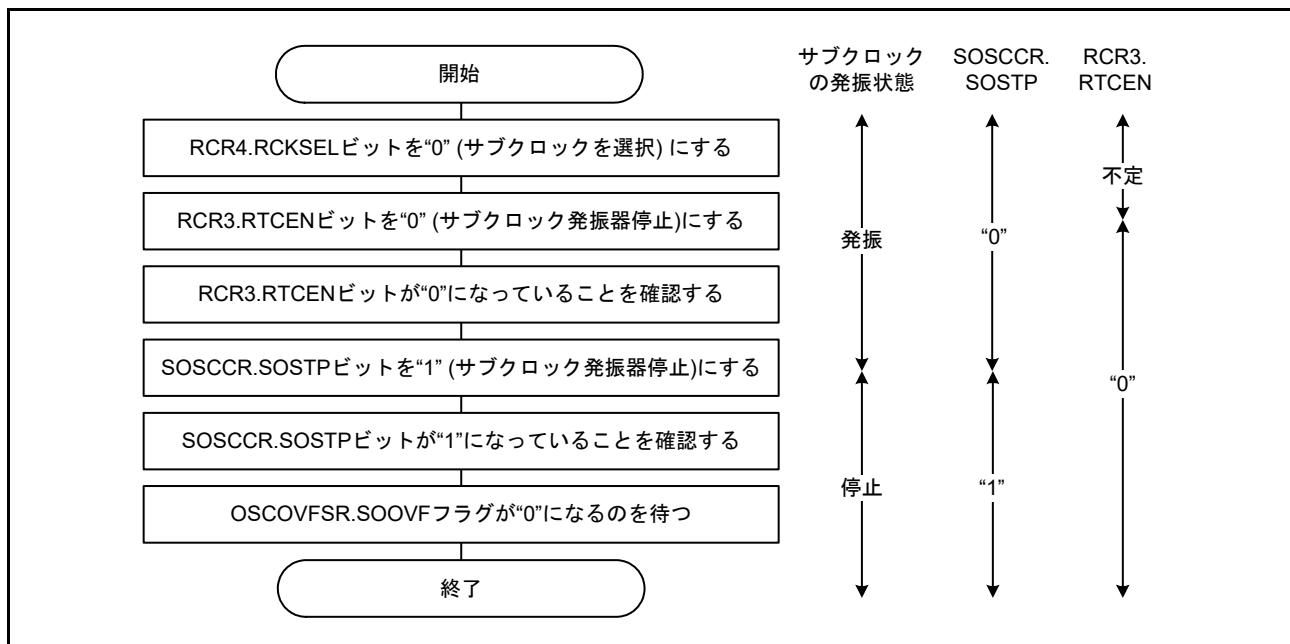 開始
RCR4.RCKSELビットを“0” (サブクロックを選択) にする
RCR3.RTCENビットを“0” (サブクロック発振器停止)にする
RCR3.RTCENビットが“0”になっていることを確認する
SOSCCR.SOSTPビットを“1” (サブクロック発振器停止)にする
SOSCCR.SOSTPビットが“1”になっていることを確認する
OSCOVFSR.SOOVFフラグが“0”になるのを待つ
終了
サブクロック
の発振状態
発振
停止
SOSCCR.
SOSTP
“0”
“1”
RCR3.
RTCEN
不定
“0”